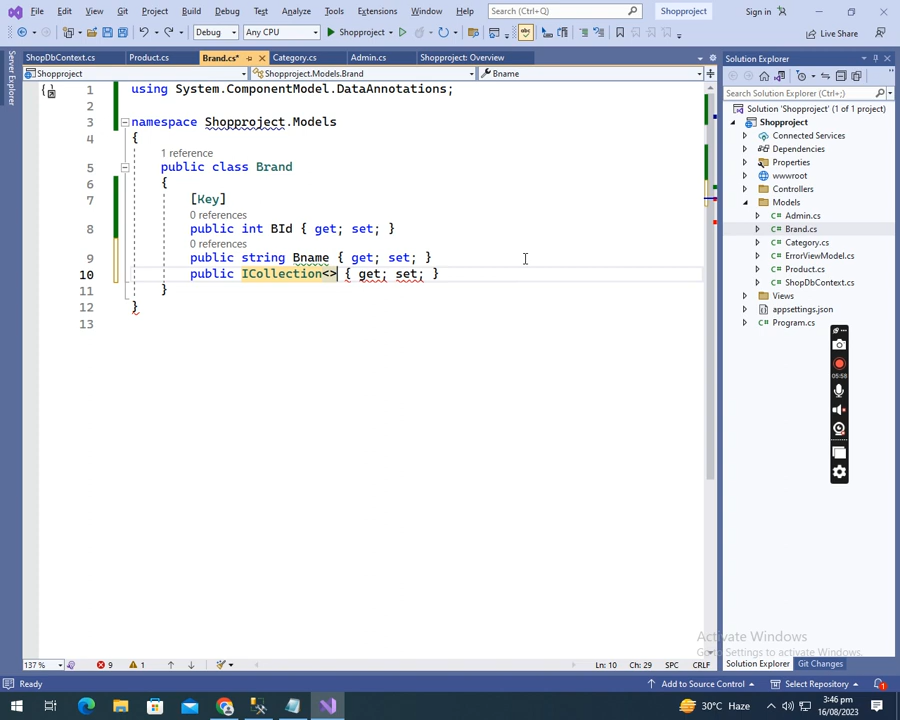 File Edit View Git Project Build Debug Test Analyze Tools Extensions Window Help Search (Ctrl+Q) Shopproject Sign in
Debug Any CPU Shopproject Live Share
Server Explorer
ShopDbContext.cs Product.cs Brand.cs* Category.cs Admin.cs Shopproject: Overview
Shopproject Shopproject.Models.Brand Bname
1 using System.ComponentModel.DataAnnotations;
2
3 namespace Shopproject.Models
4 {
1 reference
5 public class Brand
6 {
7 [Key]
0 references
8 public int BId { get; set; }
0 references
9 public string Bname { get; set; }
10 public ICollection<> { get; set; }
11 }
12 }
13
Solution Explorer
Search Solution Explorer (Ctrl+;)
Solution 'Shopproject' (1 of 1 project)
Shopproject
Connected Services
Dependencies
Properties
wwwroot
Controllers
Models
C# Admin.cs
C# Brand.cs
C# Category.cs
C# ErrorViewModel.cs
C# Product.cs
C# ShopDbContext.cs
Views
appsettings.json
C# Program.cs
05:58
Activate Windows
Go to Settings to activate Windows.
137 % 9 1 Ln: 10 Ch: 29 SPC CRLF
Solution Explorer Git Changes
Ready Add to Source Control Select Repository 1
30°C Haze 3:46 pm
16/08/2023